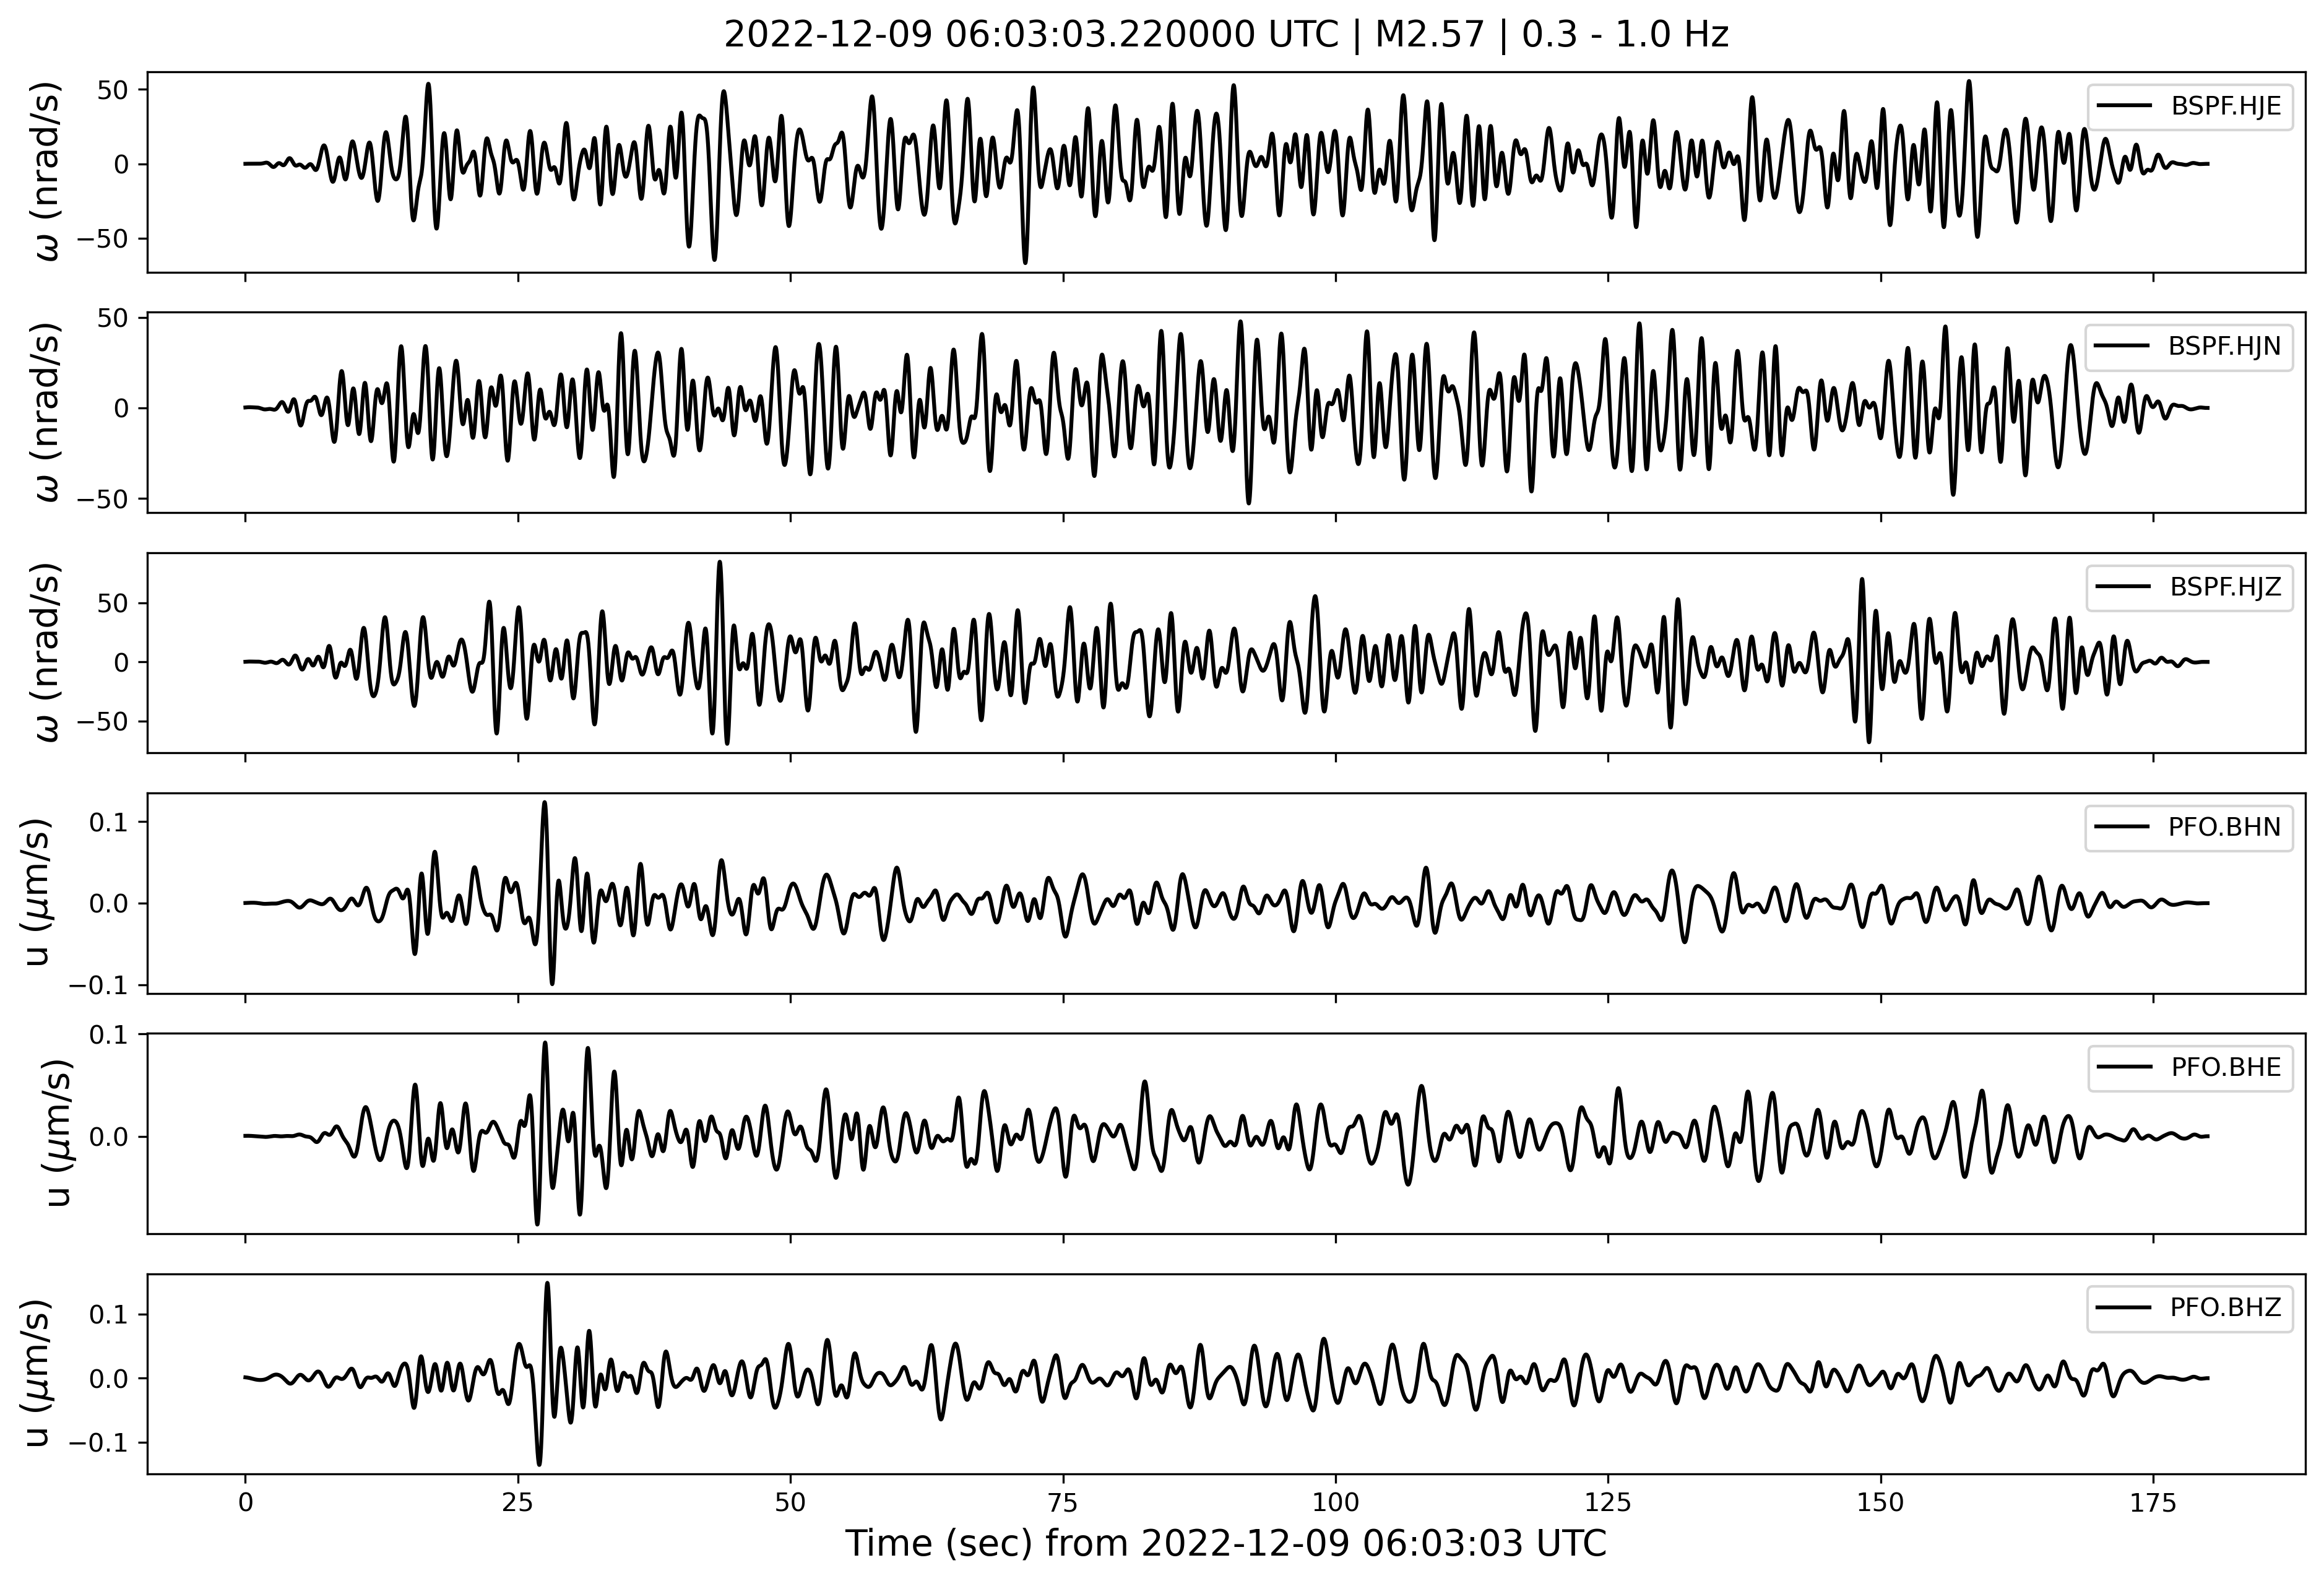 2022-12-09 06:03:03.220000 UTC | M2.57 | 0.3 - 1.0 Hz
50
0
−50
ω (nrad/s)
BSPF.HJE
50
0
−50
ω (nrad/s)
BSPF.HJN
50
0
−50
ω (nrad/s)
BSPF.HJZ
0.1
0.0
−0.1
u (μm/s)
PFO.BHN
0.1
0.0
u (μm/s)
PFO.BHE
0.1
0.0
−0.1
u (μm/s)
PFO.BHZ
0 25 50 75 100 125 150 175
Time (sec) from 2022-12-09 06:03:03 UTC